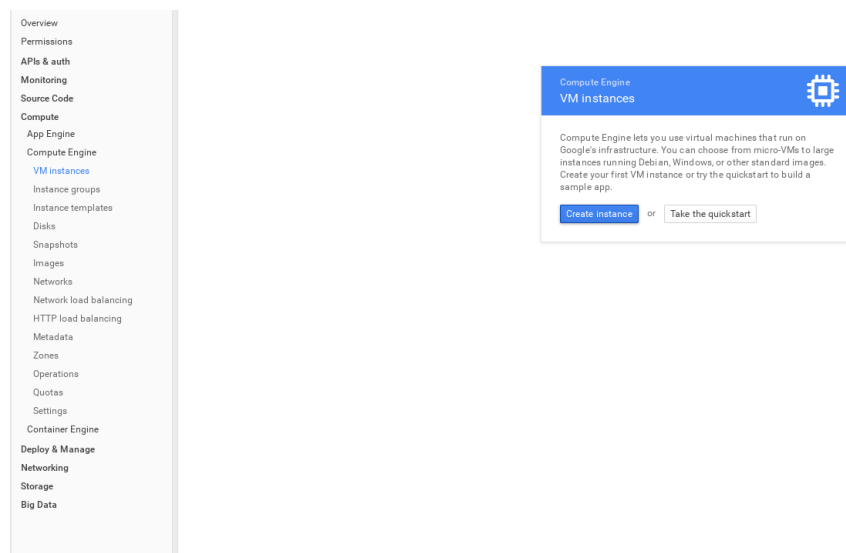 Overview
Permissions
APIs & auth
Monitoring
Source Code
Compute
App Engine
Compute Engine
VM instances
Instance groups
Instance templates
Disks
Snapshots
Images
Networks
Network load balancing
HTTP load balancing
Metadata
Zones
Operations
Quotas
Settings
Container Engine
Deploy & Manage
Networking
Storage
Big Data
Compute Engine
VM instances
Compute Engine lets you use virtual machines that run on
Google's infrastructure. You can choose from micro-VMs to large
instances running Debian, Windows, or other standard images.
Create your first VM instance or try the quickstart to build a
sample app.
Create instance or Take the quickstart